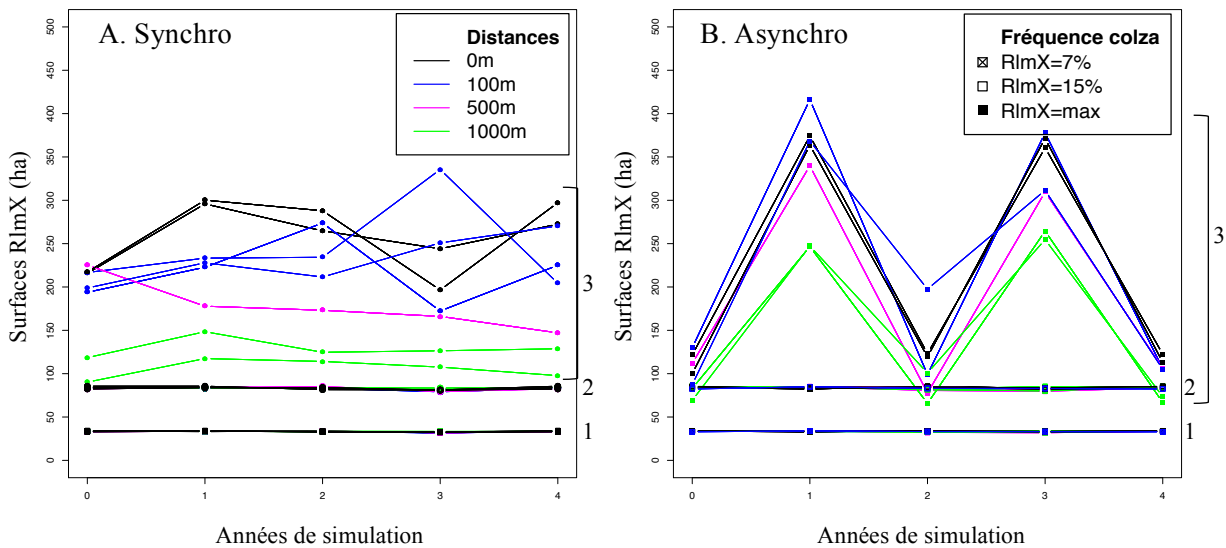 A. Synchro
Distances
0m
100m
500m
1000m
Surfaces RlmX (ha)
500
450
400
350
300
250
200
150
100
50
0
0
1
2
3
4
3
2
1
Années de simulation
B. Asynchro
Fréquence colza
RlmX=7%
RlmX=15%
RlmX=max
Surfaces RlmX (ha)
500
450
400
350
300
250
200
150
100
50
0
0
1
2
3
4
3
2
1
Années de simulation